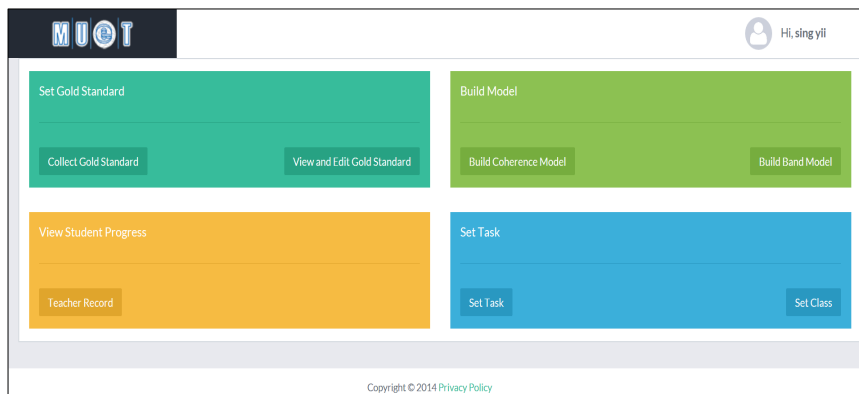 MU@T
Hi, sing yii
Set Gold Standard
Build Model
Collect Gold Standard
View and Edit Gold Standard
Build Coherence Model
Build Band Model
View Student Progress
Set Task
Teacher Record
Set Task
Set Class
Copyright © 2014 Privacy Policy